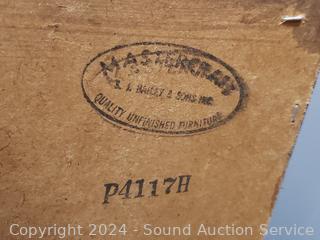 MASTERCRAFT
S. J. BAILEY & SONS INC.
QUALITY UNFINISHED FURNITURE
P4117H
Copyright 2024 - Sound Auction Service